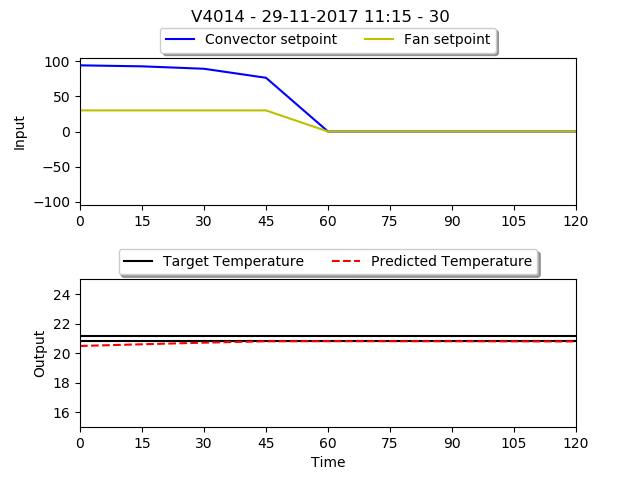 V4014 - 29-11-2017 11:15 - 30
Convector setpoint Fan setpoint
100
50
0
−50
−100
Input
0 15 30 45 60 75 90 105 120
Target Temperature Predicted Temperature
24
22
20
18
16
Output
0 15 30 45 60 75 90 105 120
Time